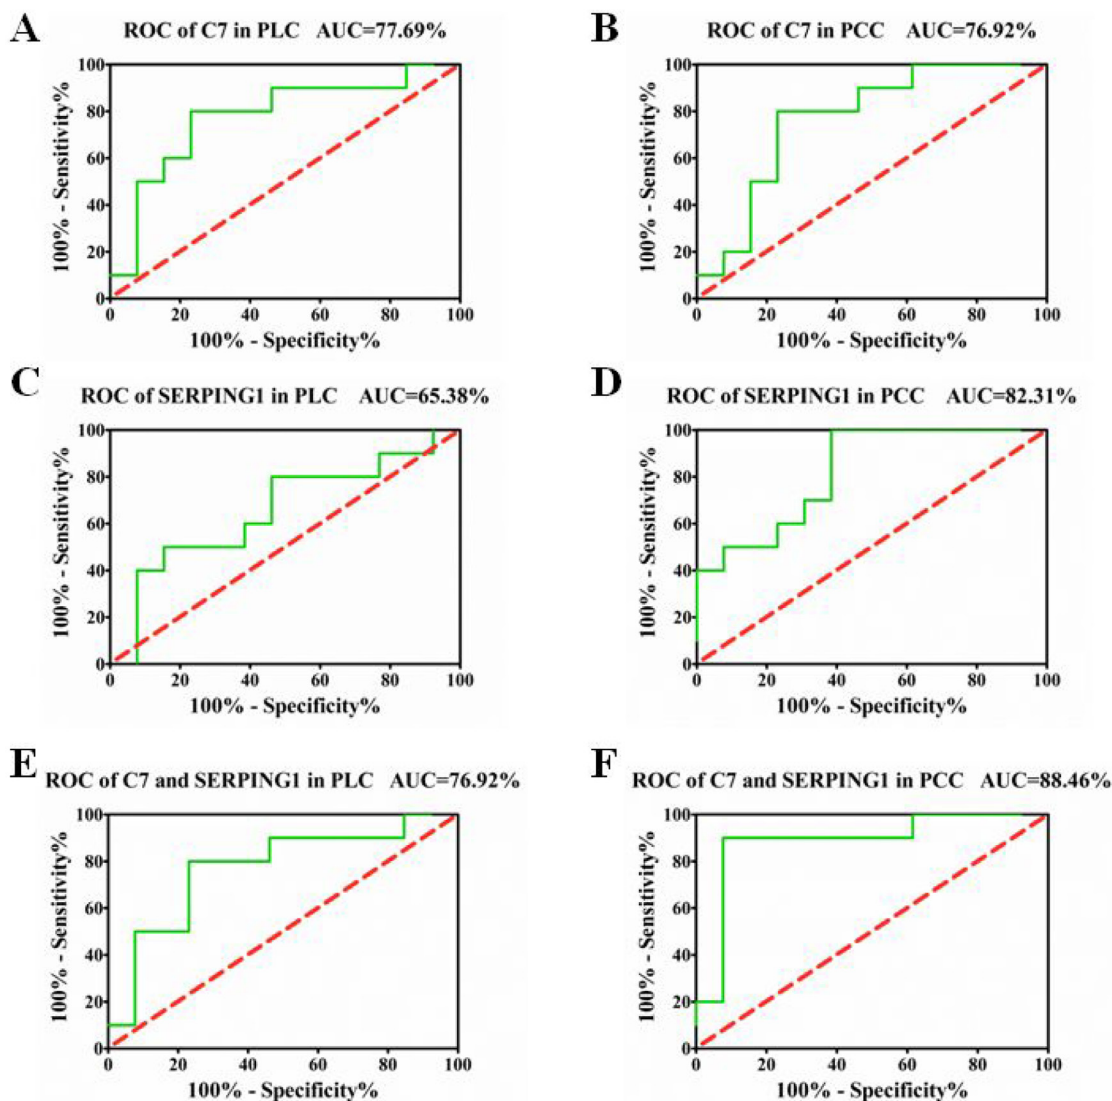 A
ROC of C7 in PLC AUC=77.69%
100% - Sensitivity%
100
80
60
40
20
0
0 20 40 60 80 100
100% - Specificity%
B
ROC of C7 in PCC AUC=76.92%
100% - Sensitivity%
100
80
60
40
20
0
0 20 40 60 80 100
100% - Specificity%
C
ROC of SERPING1 in PLC AUC=65.38%
100% - Sensitivity%
100
80
60
40
20
0
0 20 40 60 80 100
100% - Specificity%
D
ROC of SERPING1 in PCC AUC=82.31%
100% - Sensitivity%
100
80
60
40
20
0
0 20 40 60 80 100
100% - Specificity%
E
ROC of C7 and SERPING1 in PLC AUC=76.92%
100% - Sensitivity%
100
80
60
40
20
0
0 20 40 60 80 100
100% - Specificity%
F
ROC of C7 and SERPING1 in PCC AUC=88.46%
100% - Sensitivity%
100
80
60
40
20
0
0 20 40 60 80 100
100% - Specificity%